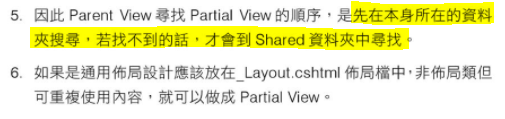 5. 因此 Parent View 尋找 Partial View 的順序，是先在本身所在的資料
夾搜尋，若找不到的話，才會到 Shared 資料夾中尋找。
6. 如果是通用佈局設計應該放在_Layout.cshtml 佈局檔中，非佈局類但
可重複使用內容，就可以做成 Partial View。